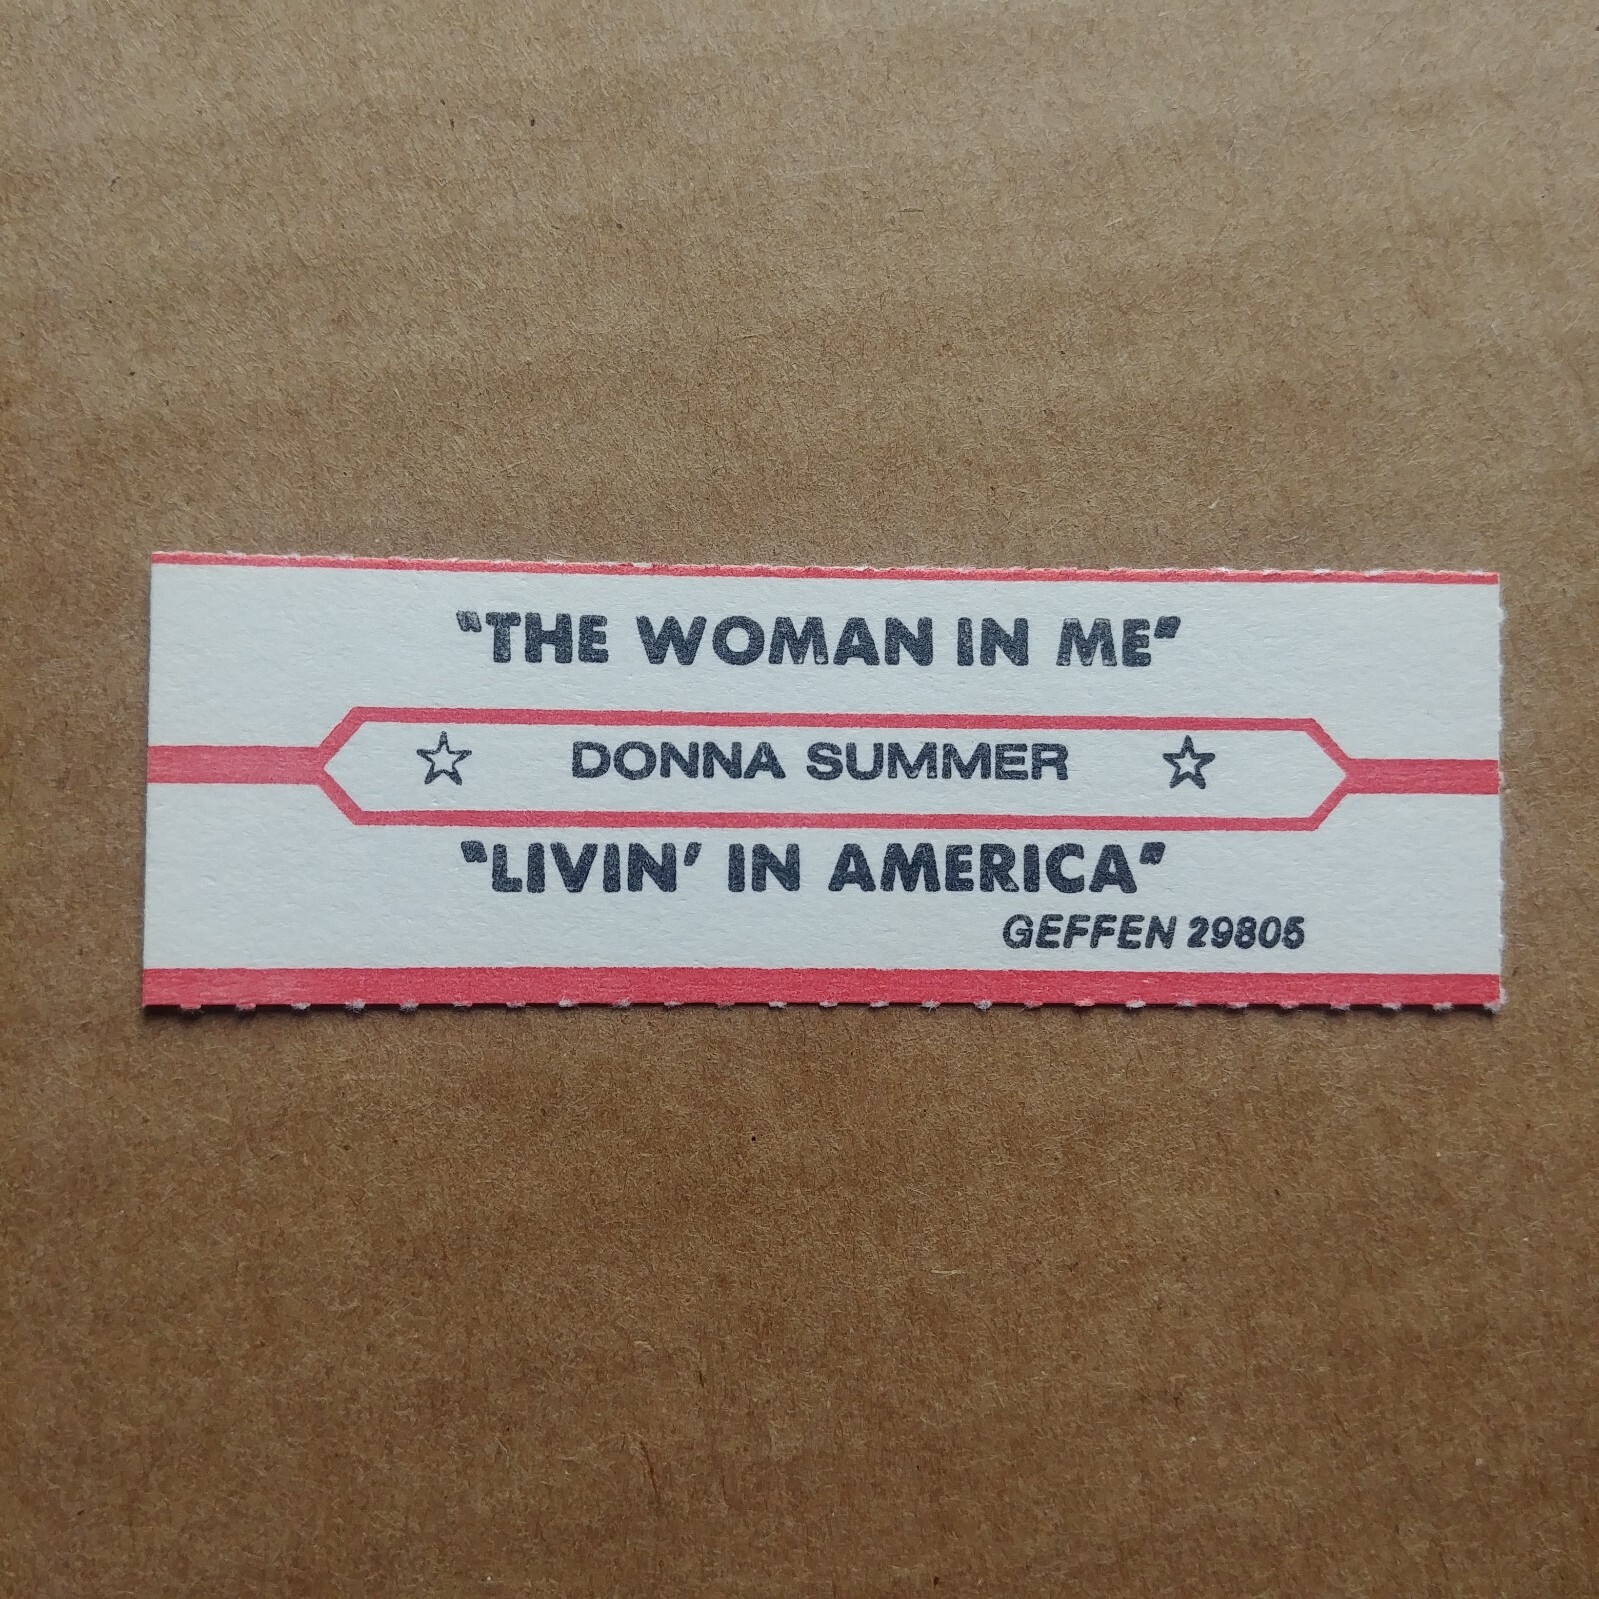 "THE WOMAN IN ME"
☆ DONNA SUMMER ☆
"LIVIN' IN AMERICA"
GEFFEN 29805